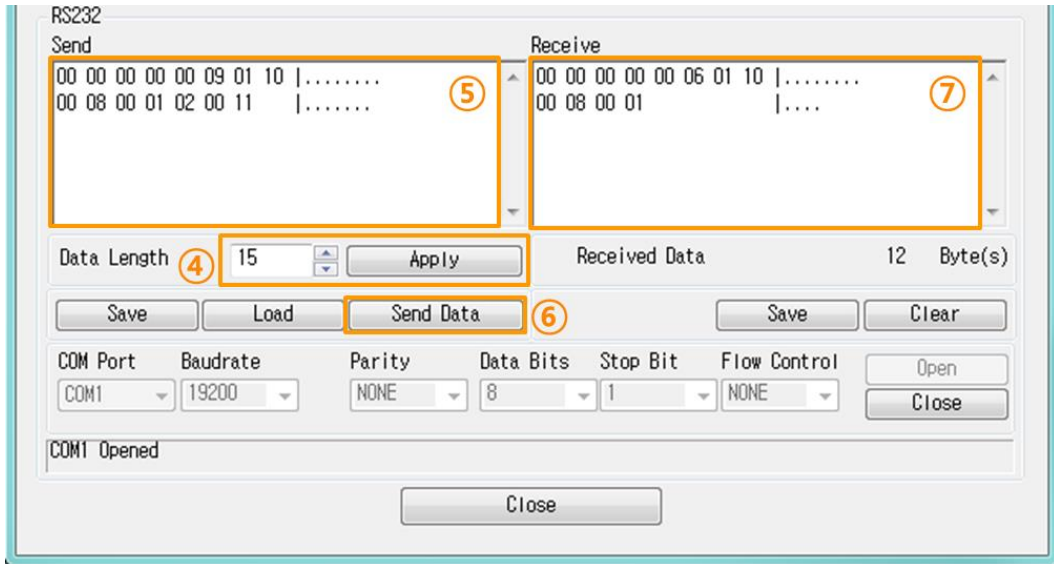 RS232
Send
00 00 00 00 00 09 01 10 |........
00 08 00 01 02 00 11 |.......
⑤
Receive
00 00 00 00 00 06 01 10 |........
00 08 00 01 |....
⑦
Data Length ④ 15 Apply
Received Data 12 Byte(s)
Save Load Send Data ⑥ Save Clear
COM Port Baudrate Parity Data Bits Stop Bit Flow Control Open
COM1 19200 NONE 8 1 NONE Close
COM1 Opened
Close